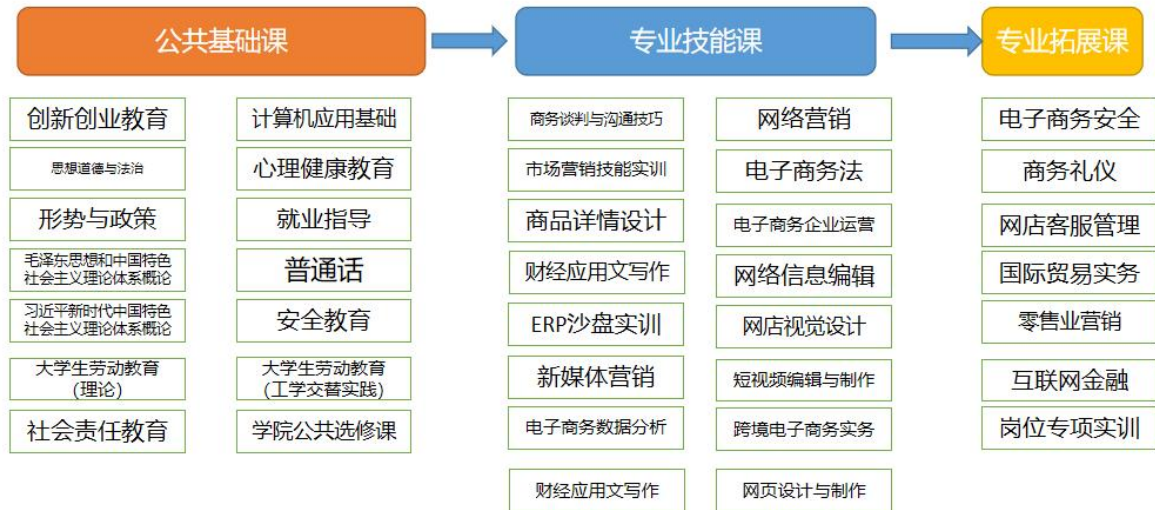 公共基础课
专业技能课
专业拓展课
创新创业教育
计算机应用基础
商务谈判与沟通技巧
网络营销
电子商务安全
思想道德与法治
心理健康教育
市场营销技能实训
电子商务法
商务礼仪
形势与政策
就业指导
商品详情设计
电子商务企业运营
网店客服管理
毛泽东思想和中国特色
社会主义理论体系概论
普通话
财经应用文写作
网络信息编辑
国际贸易实务
习近平新时代中国特色
社会主义理论体系概论
安全教育
ERP沙盘实训
网店视觉设计
零售业营销
大学生劳动教育
(理论)
大学生劳动教育
(工学交替实践)
新媒体营销
短视频编辑与制作
互联网金融
社会责任教育
学院公共选修课
电子商务数据分析
跨境电子商务实务
岗位专项实训
财经应用文写作
网页设计与制作